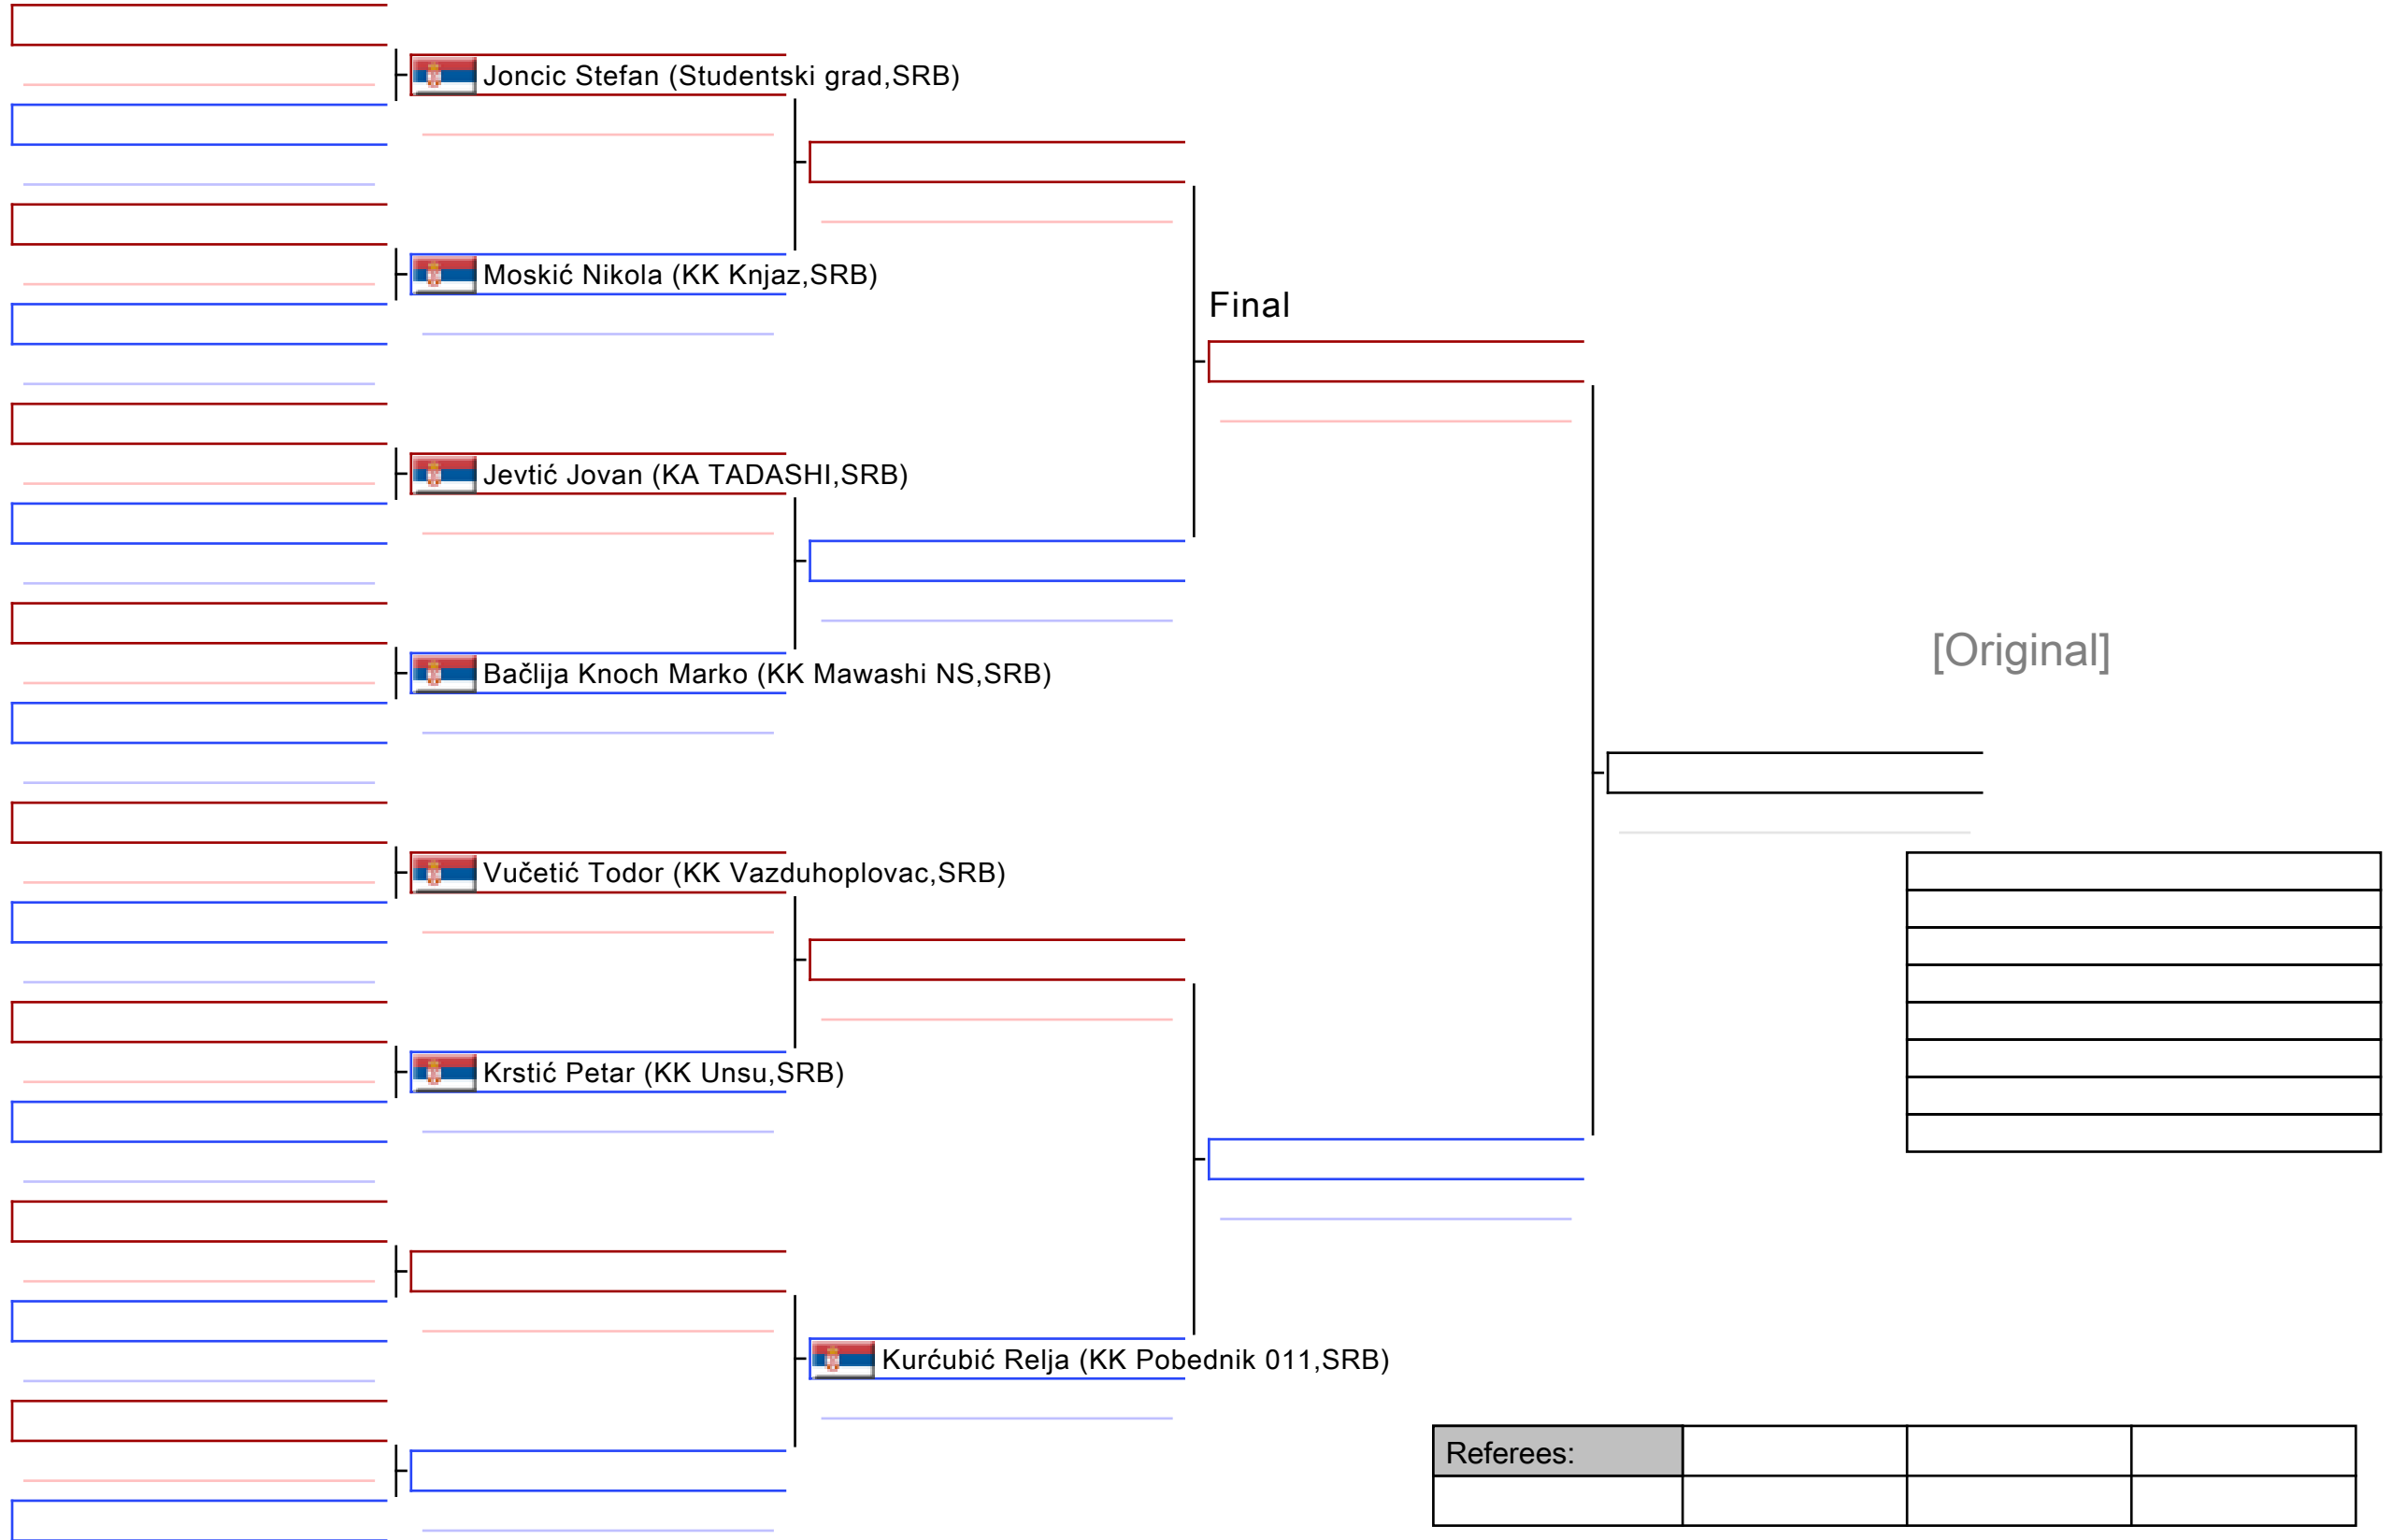 Joncic Stefan (Studentski grad,SRB)
Moskić Nikola (KK Knjaz,SRB)
Final
Jevtić Jovan (KA TADASHI,SRB)
[Original]
Bačlija Knoch Marko (KK Mawashi NS,SRB)
Vučetić Todor (KK Vazduhoplovac,SRB)
Krstić Petar (KK Unsu,SRB)
Kurćubić Relja (KK Pobednik 011,SRB)
Referees: